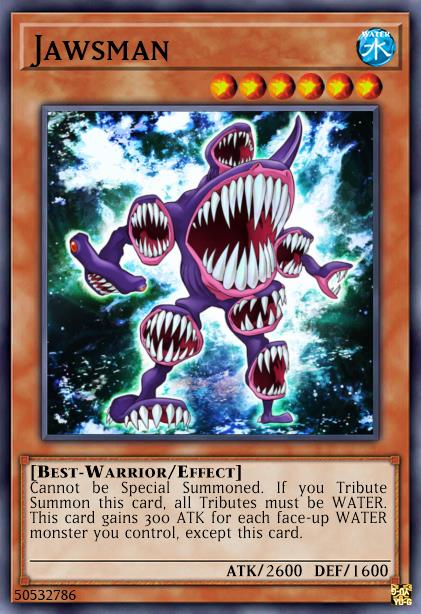 JAWSMAN
WATER
水
[BEST-WARRIOR/EFFECT]
Cannot be Special Summoned. If you Tribute
Summon this card, all Tributes must be WATER.
This card gains 300 ATK for each face-up WATER
monster you control, except this card.
ATK/2600 DEF/1600
50532786